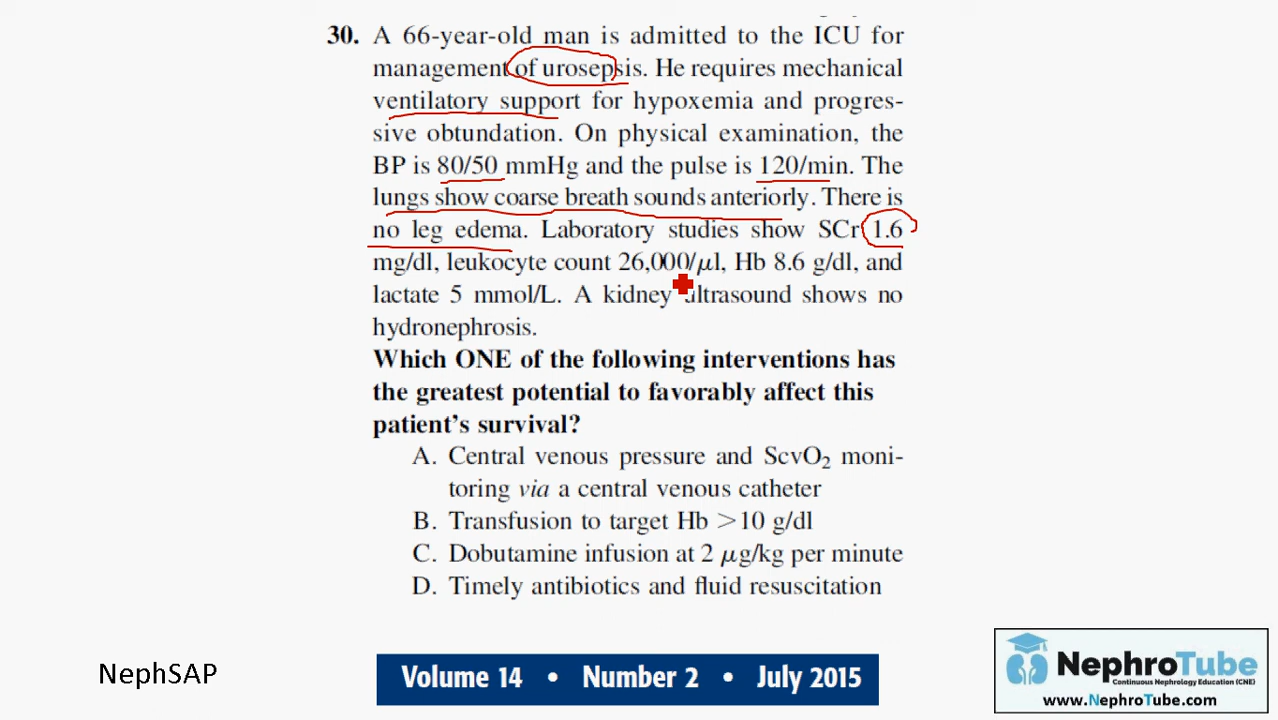 30. A 66-year-old man is admitted to the ICU for
management of urosepsis. He requires mechanical
ventilatory support for hypoxemia and progres-
sive obtundation. On physical examination, the
BP is 80/50 mmHg and the pulse is 120/min. The
lungs show coarse breath sounds anteriorly. There is
no leg edema. Laboratory studies show SCr 1.6
mg/dl, leukocyte count 26,000/μl, Hb 8.6 g/dl, and
lactate 5 mmol/L. A kidney ultrasound shows no
hydronephrosis.
Which ONE of the following interventions has
the greatest potential to favorably affect this
patient's survival?
A. Central venous pressure and ScvO₂ moni-
toring via a central venous catheter
B. Transfusion to target Hb >10 g/dl
C. Dobutamine infusion at 2 μg/kg per minute
D. Timely antibiotics and fluid resuscitation
NephSAP
Volume 14 • Number 2 • July 2015
NephroTube
Continuous Nephrology Education (CNE)
www.NephroTube.com